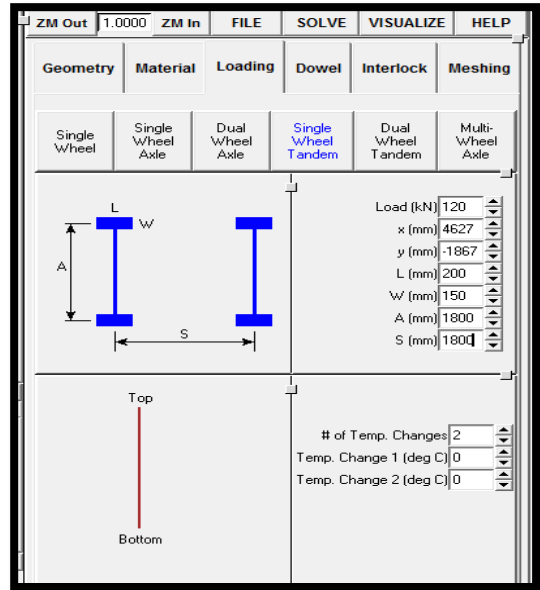 ZM Out 1.0000 ZM In FILE SOLVE VISUALIZE HELP
Geometry Material Loading Dowel Interlock Meshing
Single Wheel
Single Wheel Axle
Dual Wheel Axle
Single Wheel Tandem
Dual Wheel Tandem
Multi-Wheel Axle
L
W
A
S
Load (kN) 120
x (mm) 4627
y (mm) -1867
L (mm) 200
W (mm) 150
A (mm) 1800
S (mm) 1800
Top
Bottom
# of Temp. Changes 2
Temp. Change 1 (deg C) 0
Temp. Change 2 (deg C) 0